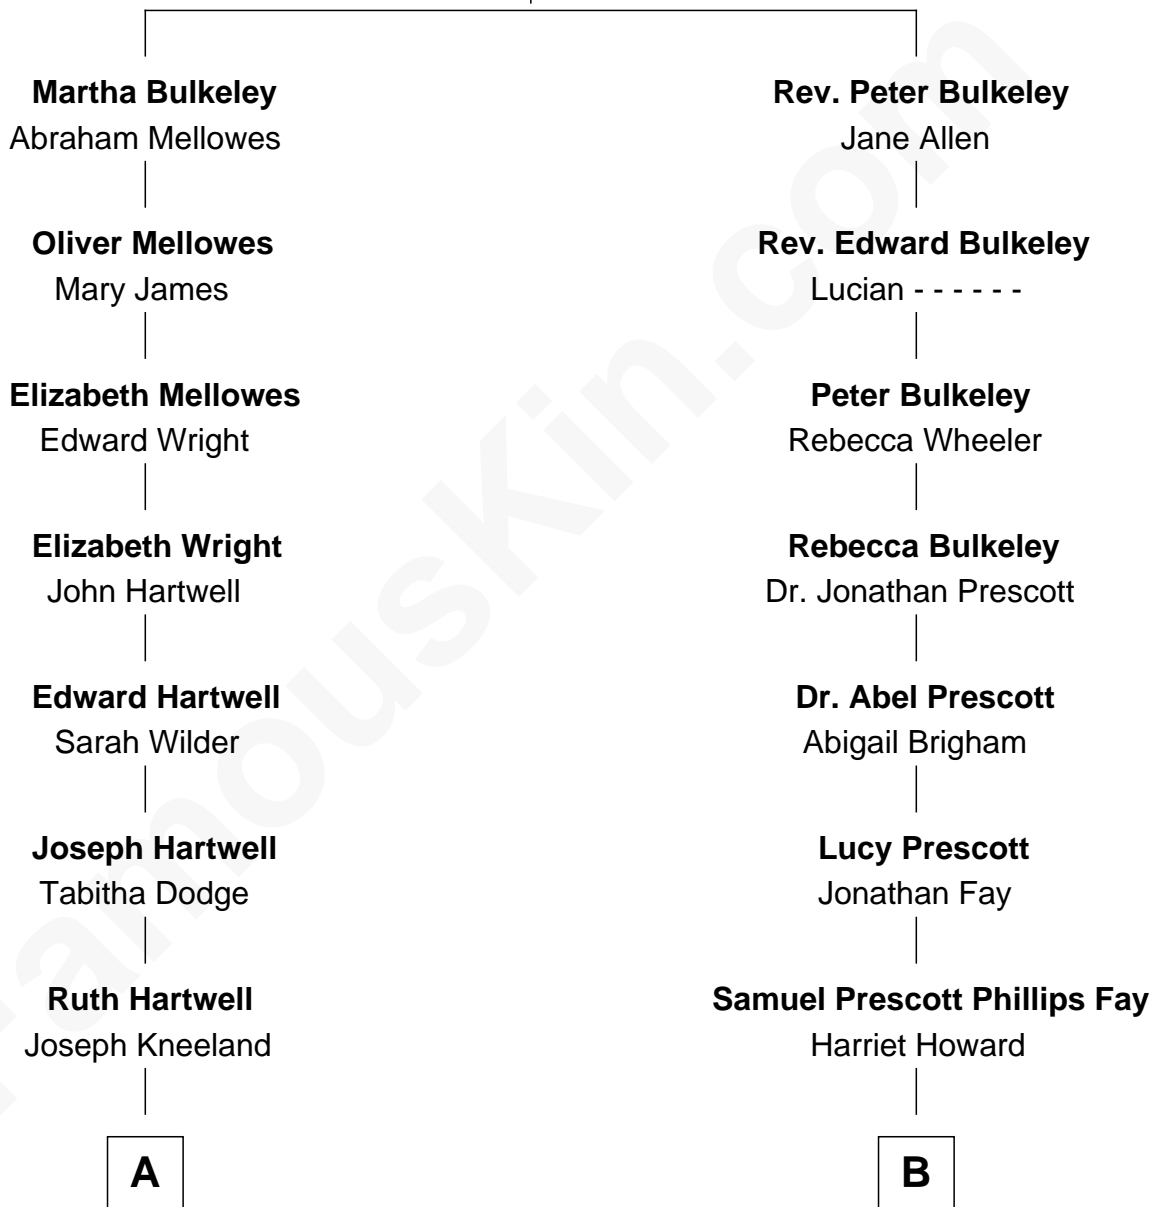 Martha Bulkeley
Abraham Mellowes
Oliver Mellowes
Mary James
Elizabeth Mellowes
Edward Wright
Elizabeth Wright
John Hartwell
Edward Hartwell
Sarah Wilder
Joseph Hartwell
Tabitha Dodge
Ruth Hartwell
Joseph Kneeland
A
Rev. Peter Bulkeley
Jane Allen
Rev. Edward Bulkeley
Lucian - - - - - -
Peter Bulkeley
Rebecca Wheeler
Rebecca Bulkeley
Dr. Jonathan Prescott
Dr. Abel Prescott
Abigail Brigham
Lucy Prescott
Jonathan Fay
Samuel Prescott Phillips Fay
Harriet Howard
B
FamousKin.com